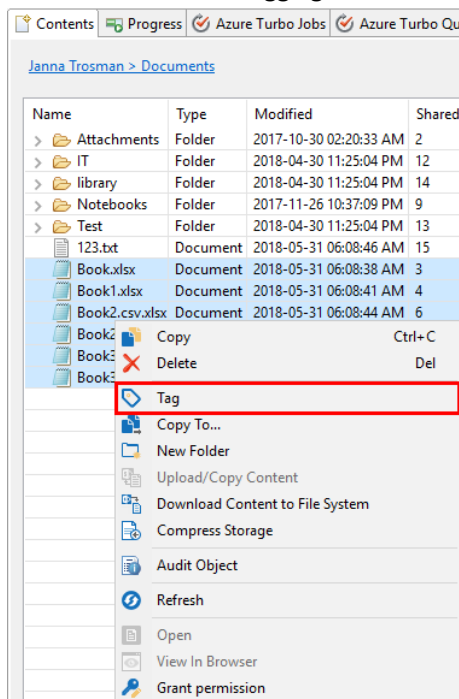 Contents Progress Azure Turbo Jobs Azure Turbo Qu
Janna Trosman > Documents
Name Type Modified Shared
Attachments Folder 2017-10-30 02:20:33 AM 2
IT Folder 2018-04-30 11:25:04 PM 12
library Folder 2018-04-30 11:25:04 PM 14
Notebooks Folder 2017-11-26 10:37:09 PM 9
Test Folder 2018-04-30 11:25:04 PM 13
123.txt Document 2018-05-31 06:08:46 AM 15
Book.xlsx Document 2018-05-31 06:08:38 AM 3
Book1.xlsx Document 2018-05-31 06:08:41 AM 4
Book2.csv.xlsx Document 2018-05-31 06:08:44 AM 6
Book2
Book3
Book3
Copy Ctrl+C
Delete Del
Tag
Copy To...
New Folder
Upload/Copy Content
Download Content to File System
Compress Storage
Audit Object
Refresh
Open
View In Browser
Grant permission